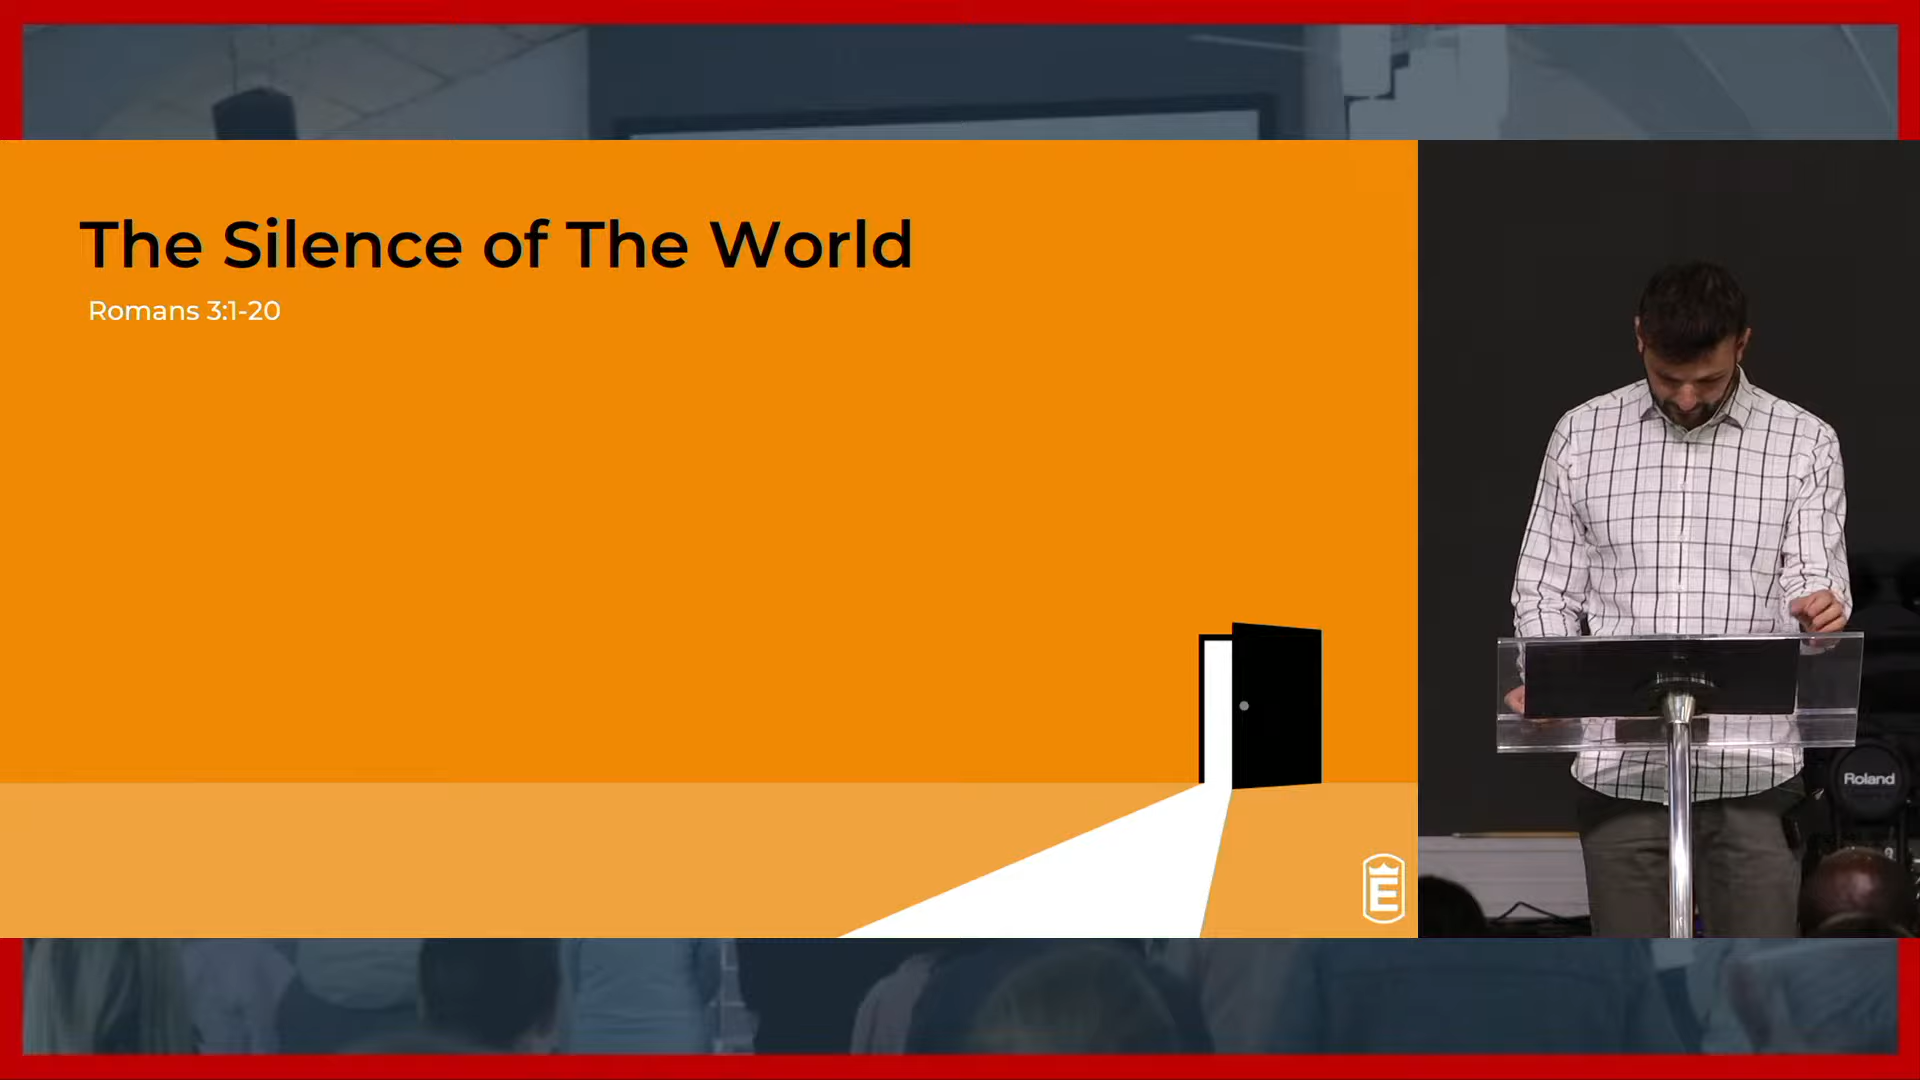 The Silence of The World
Romans 3:1-20
E
Roland